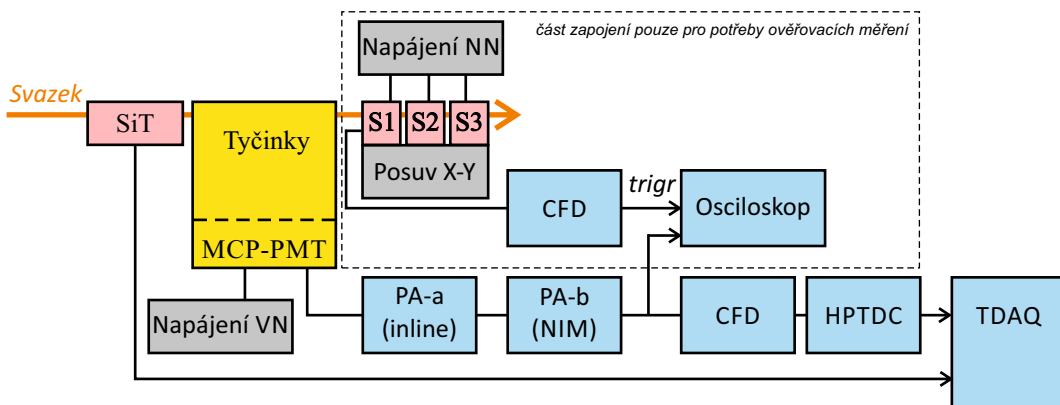 část zapojení pouze pro potřeby ověřovacích měření
Napájení NN
Svazek
SiT
Tyčinky
S1 S2 S3
Posuv X-Y
CFD
trigr
Osciloskop
MCP-PMT
Napájení VN
PA-a
(inline)
PA-b
(NIM)
CFD
HPTDC
TDAQ